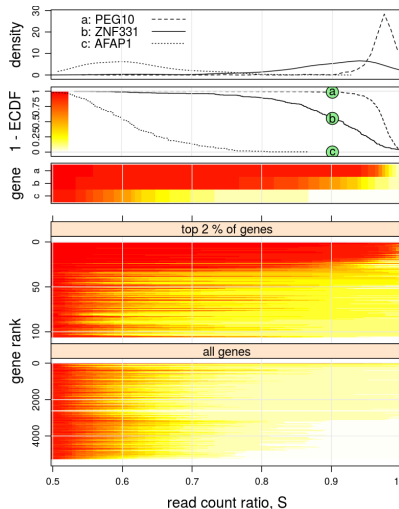 a: PEG10
b: ZNF331
c: AFAP1
density
0 10 20 30
1 - ECDF
0 0.25 0.50 0.75 1
a
b
c
gene
a
b
c
top 2 % of genes
0
50
100
gene rank
all genes
0
2000
4000
0.5 0.6 0.7 0.8 0.9
read count ratio, S